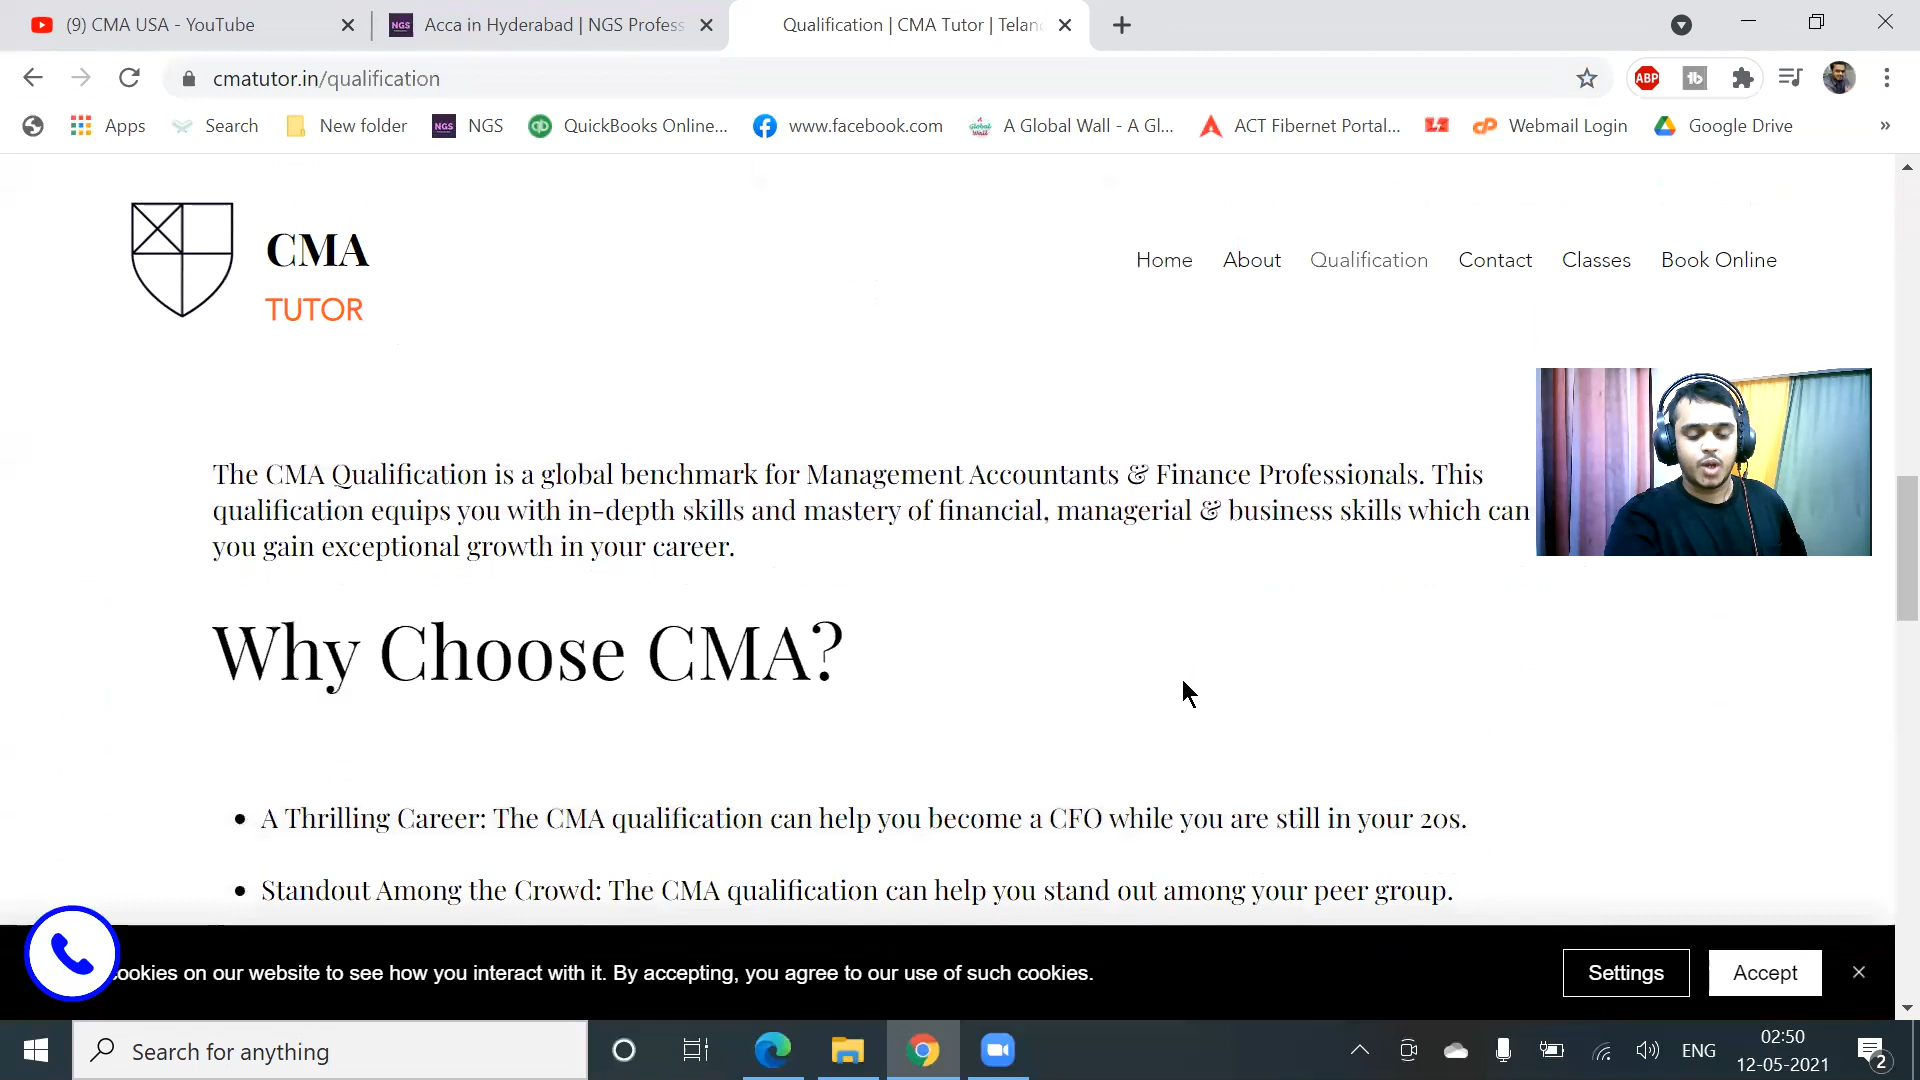 (9) CMA USA - YouTube
Acca in Hyderabad | NGS Profess
Qualification | CMA Tutor | Telan
cmatutor.in/qualification
ABP
Apps
Search
New folder
NGS
NGS
QuickBooks Online...
www.facebook.com
A Global Wall - A Gl...
ACT Fibernet Portal...
Webmail Login
Google Drive
»
CMA
TUTOR
Home
About
Qualification
Contact
Classes
Book Online
The CMA Qualification is a global benchmark for Management Accountants & Finance Professionals. This
qualification equips you with in-depth skills and mastery of financial, managerial & business skills which can
you gain exceptional growth in your career.
Why Choose CMA?
• A Thrilling Career: The CMA qualification can help you become a CFO while you are still in your 20s.
• Standout Among the Crowd: The CMA qualification can help you stand out among your peer group.
ookies on our website to see how you interact with it. By accepting, you agree to our use of such cookies.
Settings
Accept
Search for anything
ENG
02:50
12-05-2021
2